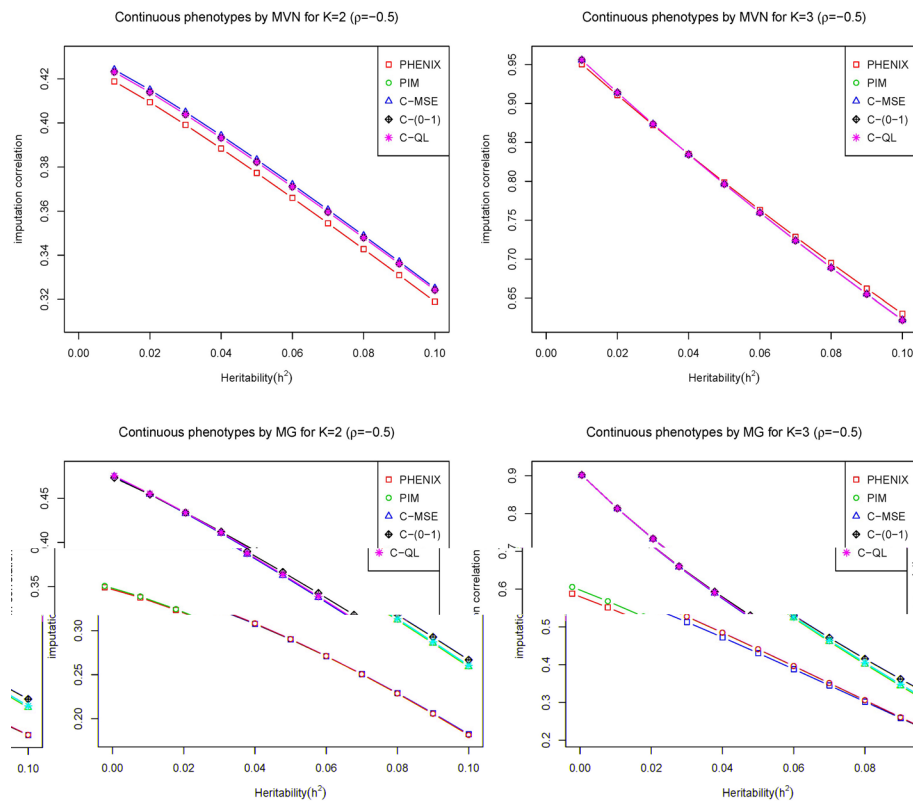 Continuous phenotypes by MVN for K=2 (ρ=−0.5)
imputation correlation
0.42
0.40
0.38
0.36
0.34
0.32
PHENIX
PIM
C−MSE
C−(0−1)
C−QL
0.00 0.02 0.04 0.06 0.08 0.10
Heritability(h²)
Continuous phenotypes by MVN for K=3 (ρ=−0.5)
imputation correlation
0.95
0.90
0.85
0.80
0.75
0.70
0.65
PHENIX
PIM
C−MSE
C−(0−1)
C−QL
0.00 0.02 0.04 0.06 0.08 0.10
Heritability(h²)
Continuous phenotypes by MG for K=2 (ρ=−0.5)
0.45
0.40
0.35
0.30
0.25
0.20
PHENIX
PIM
C−MSE
C−(0−1)
C−QL
0.10 0.00 0.02 0.04 0.06 0.08 0.10
Heritability(h²)
Continuous phenotypes by MG for K=3 (ρ=−0.5)
0.9
0.8
0.6
0.5
0.4
0.3
0.2
PHENIX
PIM
C−MSE
C−(0−1)
C−QL
0.00 0.02 0.04 0.06 0.08
Heritability(h²)